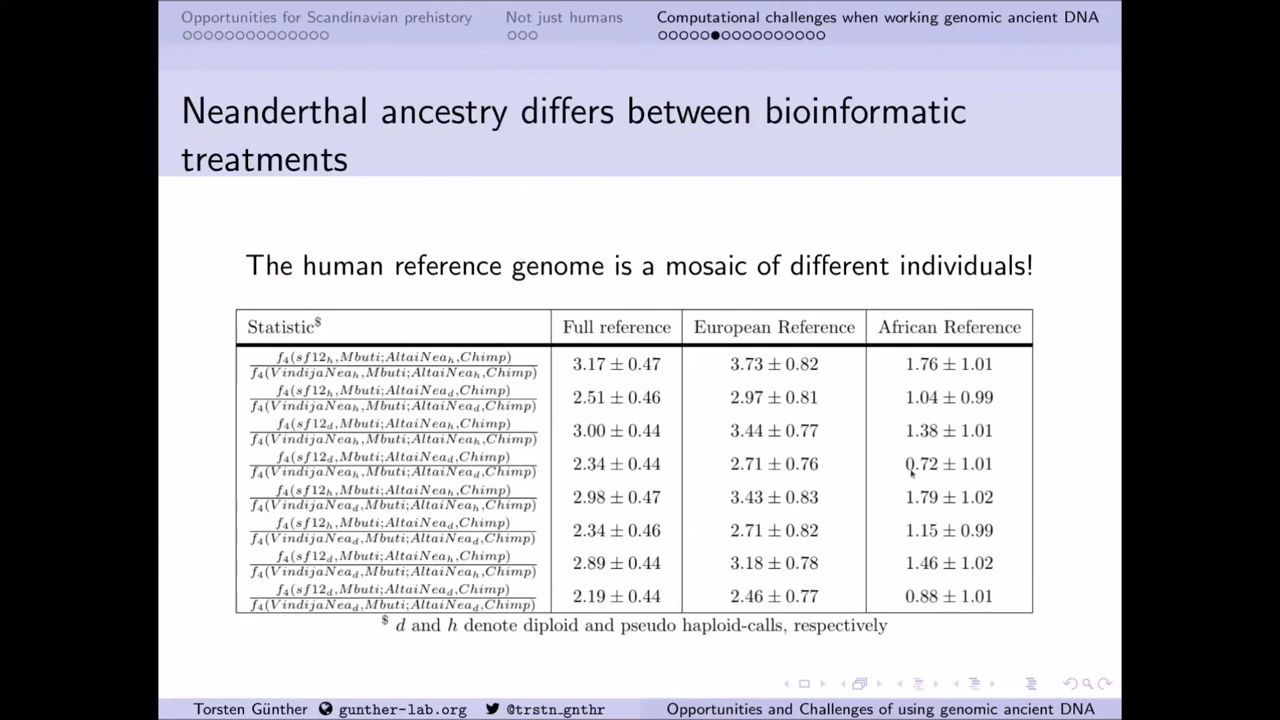 Opportunities for Scandinavian prehistory Not just humans Computational challenges when working genomic ancient DNA
Neanderthal ancestry differs between bioinformatic
treatments
The human reference genome is a mosaic of different individuals!
Statistic$ Full reference European Reference African Reference
f4(sf12h,Mbuti;AltaiNeah,Chimp)
f4(VindijaNeah,Mbuti;AltaiNeah,Chimp) 3.17 ± 0.47 3.73 ± 0.82 1.76 ± 1.01
f4(sf12h,Mbuti;AltaiNead,Chimp)
f4(VindijaNeah,Mbuti;AltaiNead,Chimp) 2.51 ± 0.46 2.97 ± 0.81 1.04 ± 0.99
f4(sf12d,Mbuti;AltaiNeah,Chimp)
f4(VindijaNeah,Mbuti;AltaiNeah,Chimp) 3.00 ± 0.44 3.44 ± 0.77 1.38 ± 1.01
f4(sf12d,Mbuti;AltaiNead,Chimp)
f4(VindijaNeah,Mbuti;AltaiNead,Chimp) 2.34 ± 0.44 2.71 ± 0.76 0.72 ± 1.01
f4(sf12h,Mbuti;AltaiNeah,Chimp)
f4(VindijaNead,Mbuti;AltaiNeah,Chimp) 2.98 ± 0.47 3.43 ± 0.83 1.79 ± 1.02
f4(sf12h,Mbuti;AltaiNead,Chimp)
f4(VindijaNead,Mbuti;AltaiNead,Chimp) 2.34 ± 0.46 2.71 ± 0.82 1.15 ± 0.99
f4(sf12d,Mbuti;AltaiNeah,Chimp)
f4(VindijaNead,Mbuti;AltaiNeah,Chimp) 2.89 ± 0.44 3.18 ± 0.78 1.46 ± 1.02
f4(sf12d,Mbuti;AltaiNead,Chimp)
f4(VindijaNead,Mbuti;AltaiNead,Chimp) 2.19 ± 0.44 2.46 ± 0.77 0.88 ± 1.01
$ d and h denote diploid and pseudo haploid-calls, respectively
Torsten Günther gunther-lab.org @trstn_gnthr Opportunities and Challenges of using genomic ancient DNA